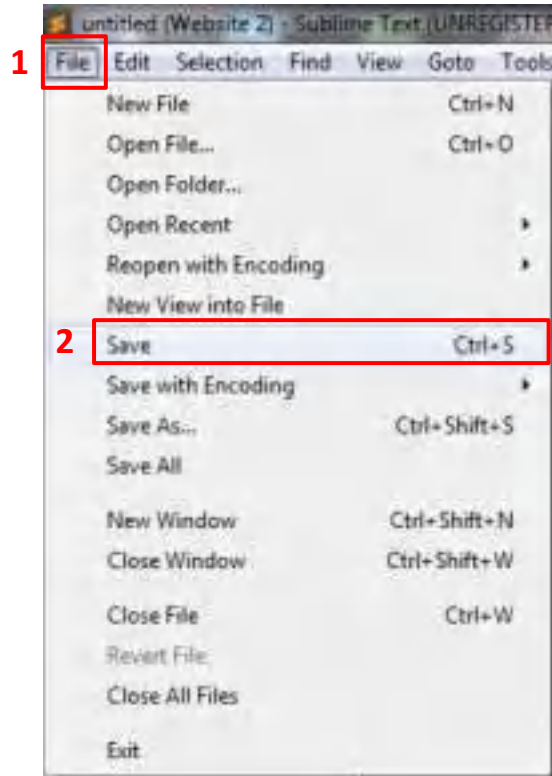 untitled (Website 2) - Sublime Text (UNREGISTER
1 File Edit Selection Find View Goto Tools
New File Ctrl+N
Open File... Ctrl+O
Open Folder...
Open Recent
Reopen with Encoding
New View into File
2 Save Ctrl+S
Save with Encoding
Save As... Ctrl+Shift+S
Save All
New Window Ctrl+Shift+N
Close Window Ctrl+Shift+W
Close File Ctrl+W
Revert File
Close All Files
Exit